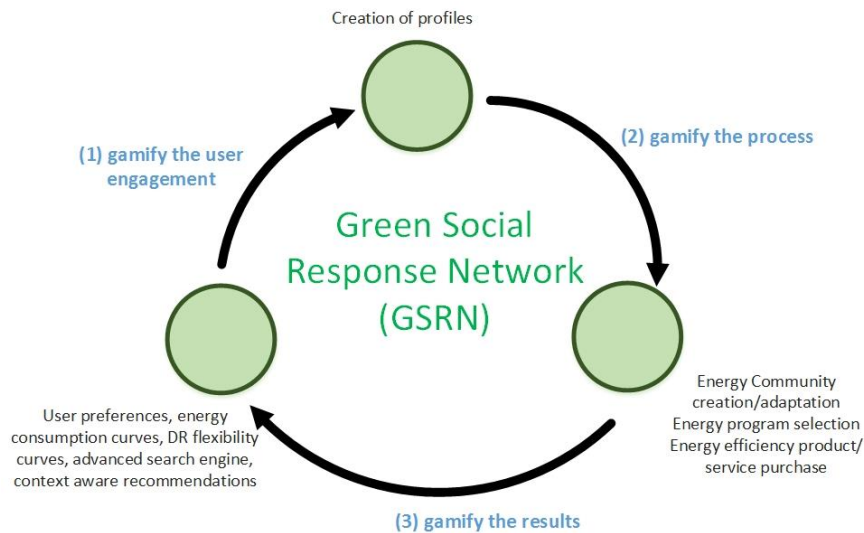 Creation of profiles
(1) gamify the user
engagement
(2) gamify the process
Green Social
Response Network
(GSRN)
User preferences, energy
consumption curves, DR flexibility
curves, advanced search engine,
context aware recommendations
Energy Community
creation/adaptation
Energy program selection
Energy efficiency product/
service purchase
(3) gamify the results